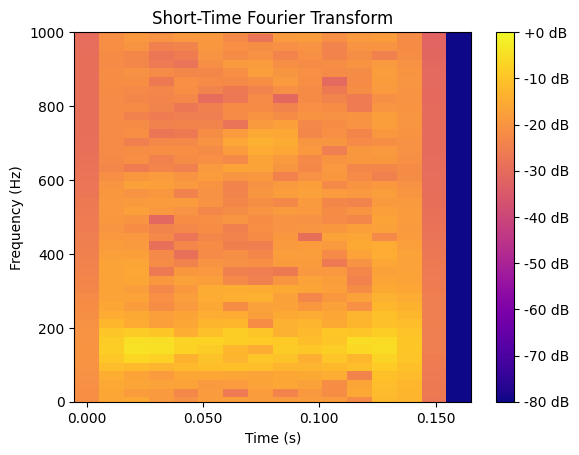 Short-Time Fourier Transform
1000
800
600
400
200
0
Frequency (Hz)
0.000
0.050
0.100
0.150
Time (s)
+0 dB
-10 dB
-20 dB
-30 dB
-40 dB
-50 dB
-60 dB
-70 dB
-80 dB